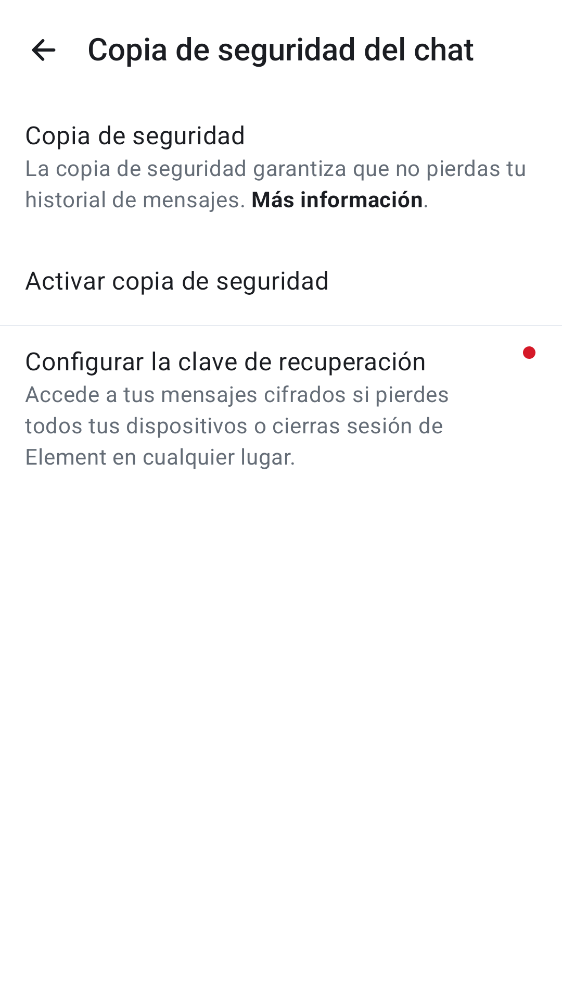 Copia de seguridad del chat
Copia de seguridad
La copia de seguridad garantiza que no pierdas tu
historial de mensajes. Más información.
Activar copia de seguridad
Configurar la clave de recuperación
Accede a tus mensajes cifrados si pierdes
todos tus dispositivos o cierras sesión de
Element en cualquier lugar.